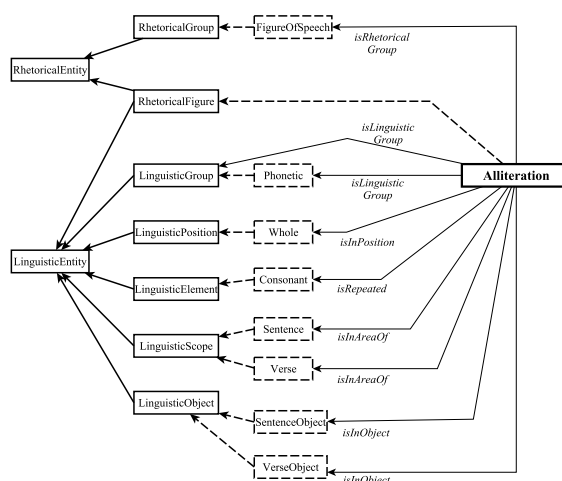 RhetoricalGroup
FigureOfSpeech
isRhetorical
Group
RhetoricalEntity
RhetoricalFigure
isLinguistic
Group
LinguisticGroup
Phonetic
Alliteration
isLinguistic
Group
LinguisticPosition
Whole
isInPosition
LinguisticEntity
LinguisticElement
Consonant
isRepeated
Sentence
LinguisticScope
isInAreaOf
Verse
isInAreaOf
LinguisticObject
SentenceObject
isInObject
VerseObject
isInObject